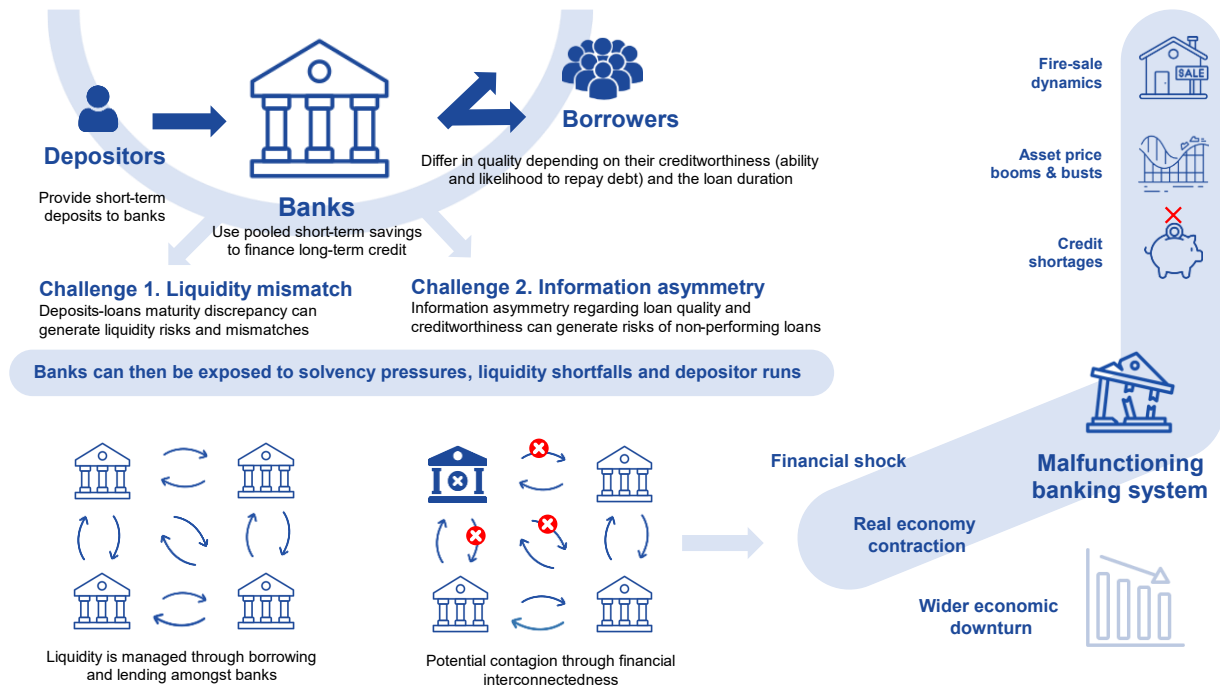 Depositors
Provide short-term
deposits to banks
Banks
Use pooled short-term savings
to finance long-term credit
Borrowers
Differ in quality depending on their creditworthiness (ability
and likelihood to repay debt) and the loan duration
Challenge 1. Liquidity mismatch
Deposits-loans maturity discrepancy can
generate liquidity risks and mismatches
Challenge 2. Information asymmetry
Information asymmetry regarding loan quality and
creditworthiness can generate risks of non-performing loans
Banks can then be exposed to solvency pressures, liquidity shortfalls and depositor runs
Liquidity is managed through borrowing
and lending amongst banks
Potential contagion through financial
interconnectedness
Fire-sale
dynamics
SALE
Asset price
booms & busts
Credit
shortages
Malfunctioning
banking system
Financial shock
Real economy
contraction
Wider economic
downturn